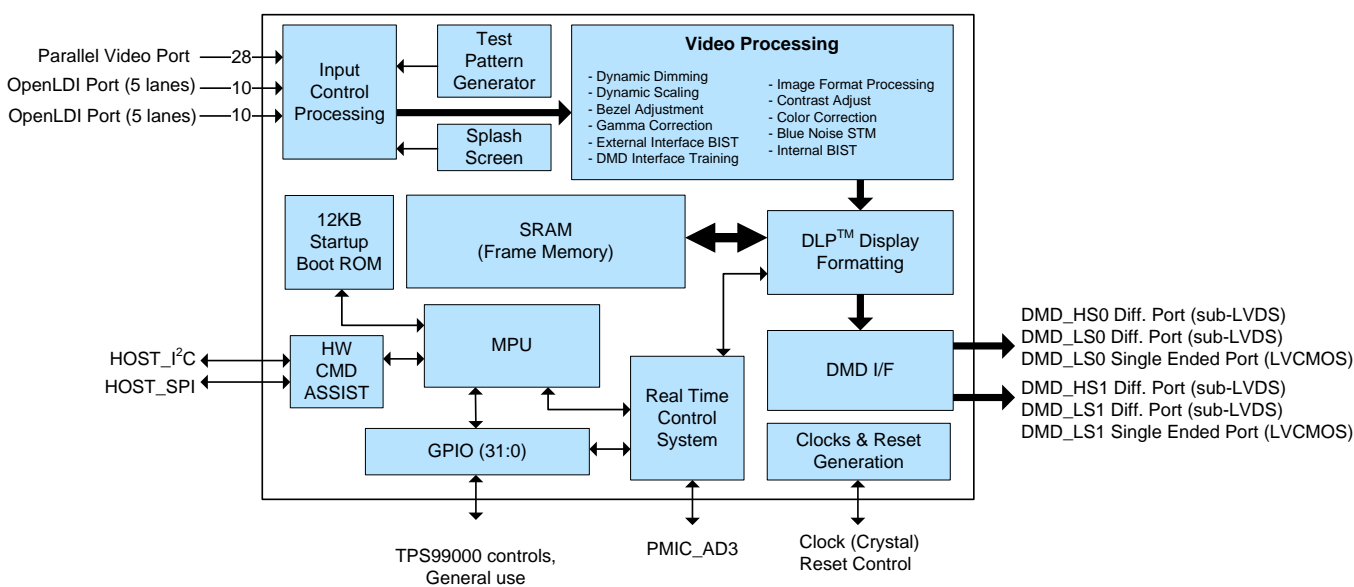 Parallel Video Port
28
OpenLDI Port (5 lanes)
10
OpenLDI Port (5 lanes)
10
Input
Control
Processing
Test
Pattern
Generator
Splash
Screen
Video Processing
- Dynamic Dimming
- Dynamic Scaling
- Bezel Adjustment
- Gamma Correction
- External Interface BIST
- DMD Interface Training
- Image Format Processing
- Contrast Adjust
- Color Correction
- Blue Noise STM
- Internal BIST
12KB
Startup
Boot ROM
SRAM
(Frame Memory)
DLP™ Display
Formatting
HOST_I²C
HOST_SPI
HW
CMD
ASSIST
MPU
Real Time
Control
System
DMD I/F
DMD_HS0 Diff. Port (sub-LVDS)
DMD_LS0 Diff. Port (sub-LVDS)
DMD_LS0 Single Ended Port (LVCMOS)
DMD_HS1 Diff. Port (sub-LVDS)
DMD_LS1 Diff. Port (sub-LVDS)
DMD_LS1 Single Ended Port (LVCMOS)
GPIO (31:0)
Clocks & Reset
Generation
TPS99000 controls,
General use
PMIC_AD3
Clock (Crystal)
Reset Control